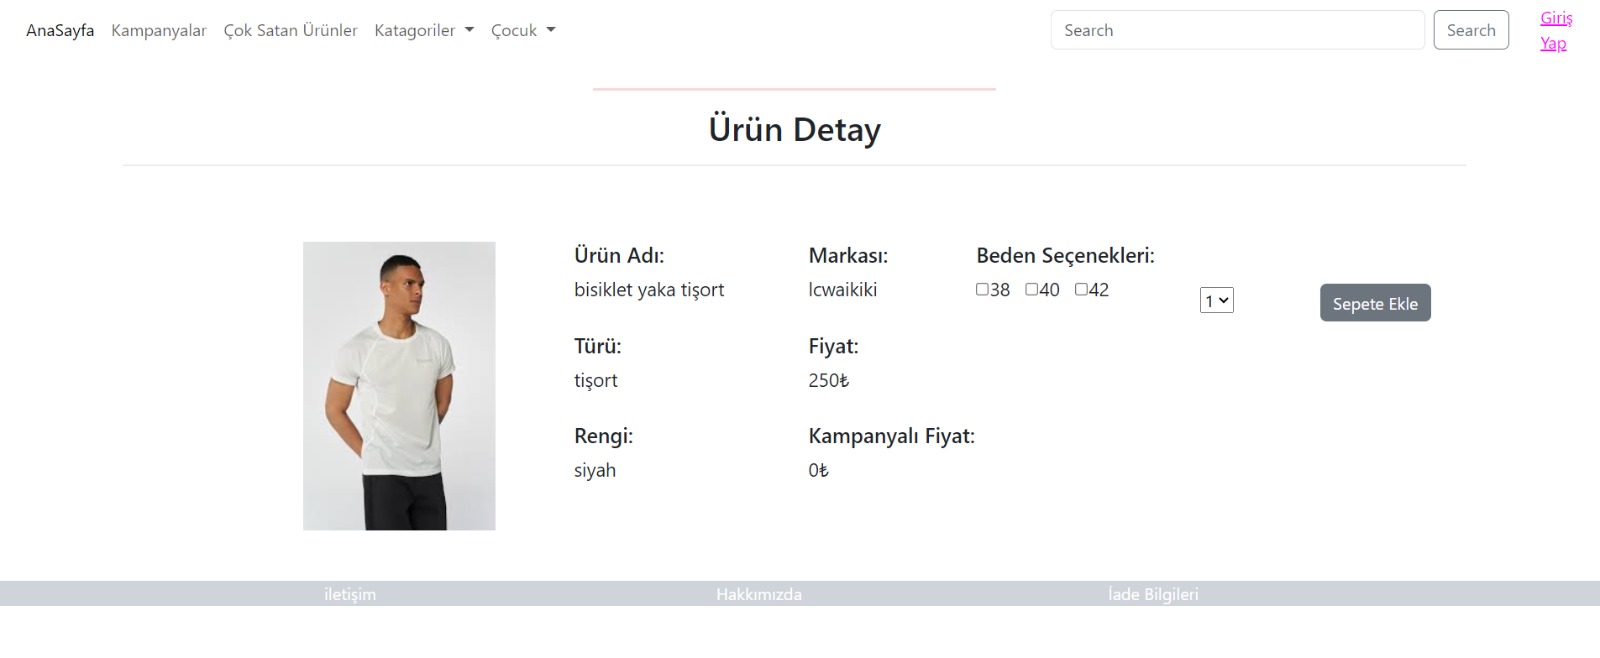 AnaSayfa Kampanyalar Çok Satan Ürünler Katagoriler Çocuk Search Search Giriş
Yap
Ürün Detay
Ürün Adı: Markası: Beden Seçenekleri:
bisiklet yaka tişort lcwaikiki 38 40 42
1 Sepete Ekle
Türü: Fiyat:
tişort 250₺
Rengi: Kampanyalı Fiyat:
siyah 0₺
iletişim Hakkımızda İade Bilgileri